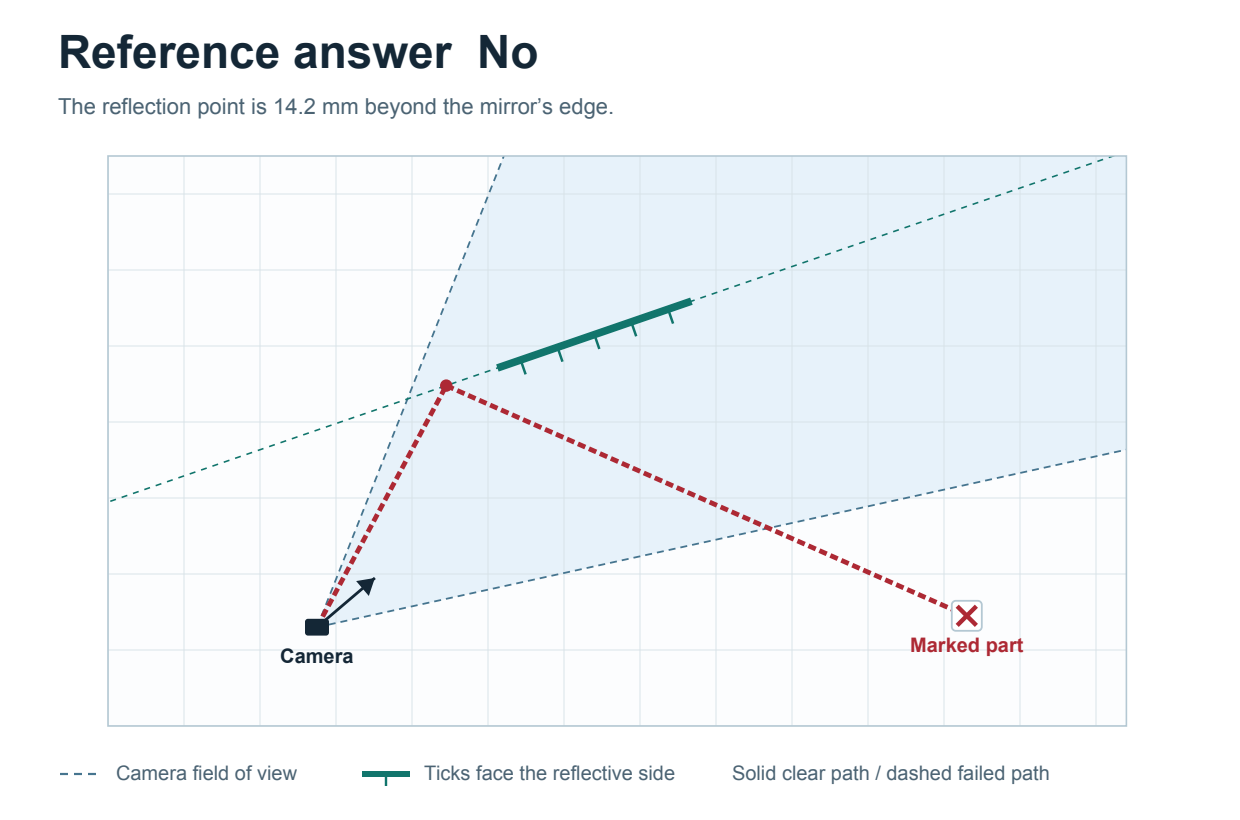 Reference answer  No
The reflection point is 14.2 mm beyond the mirror’s edge.
Camera
Marked part
Camera field of view
Ticks face the reflective side
Solid clear path / dashed failed path